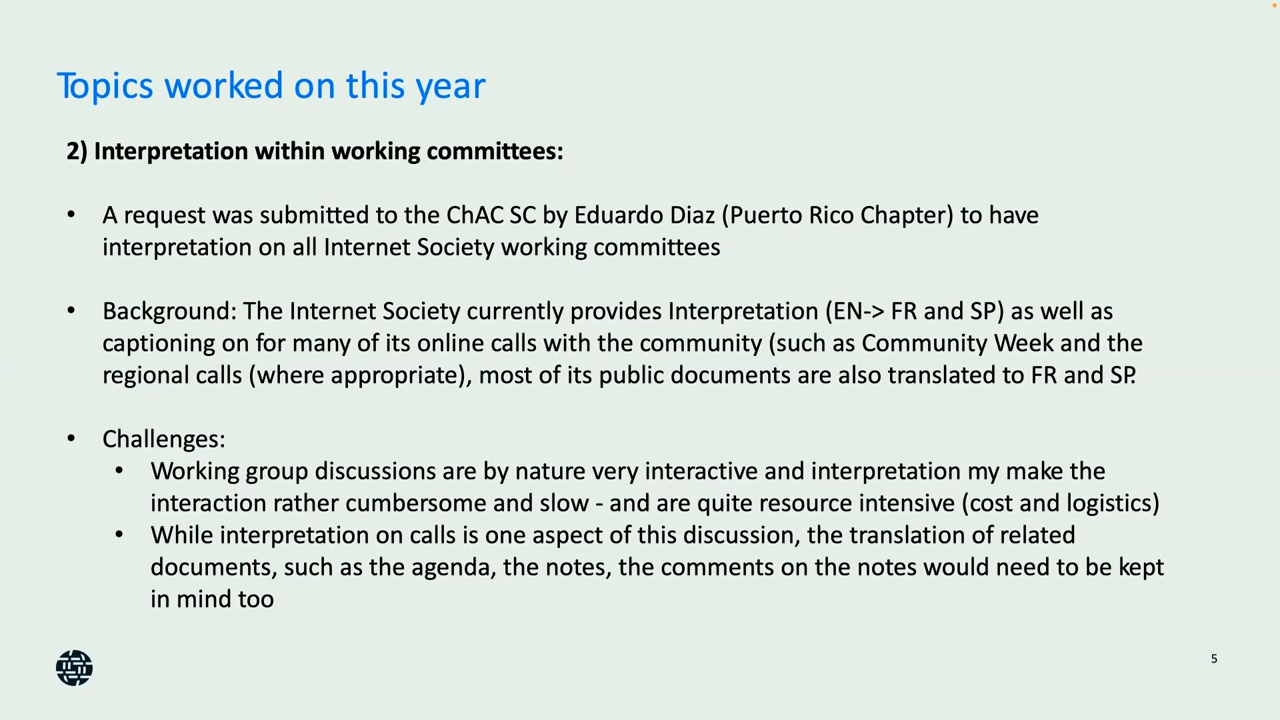 Topics worked on this year
2) Interpretation within working committees:
• A request was submitted to the ChAC SC by Eduardo Diaz (Puerto Rico Chapter) to have
interpretation on all Internet Society working committees
• Background: The Internet Society currently provides Interpretation (EN-> FR and SP) as well as
captioning on for many of its online calls with the community (such as Community Week and the
regional calls (where appropriate), most of its public documents are also translated to FR and SP.
• Challenges:
• Working group discussions are by nature very interactive and interpretation my make the
interaction rather cumbersome and slow - and are quite resource intensive (cost and logistics)
• While interpretation on calls is one aspect of this discussion, the translation of related
documents, such as the agenda, the notes, the comments on the notes would need to be kept
in mind too
5